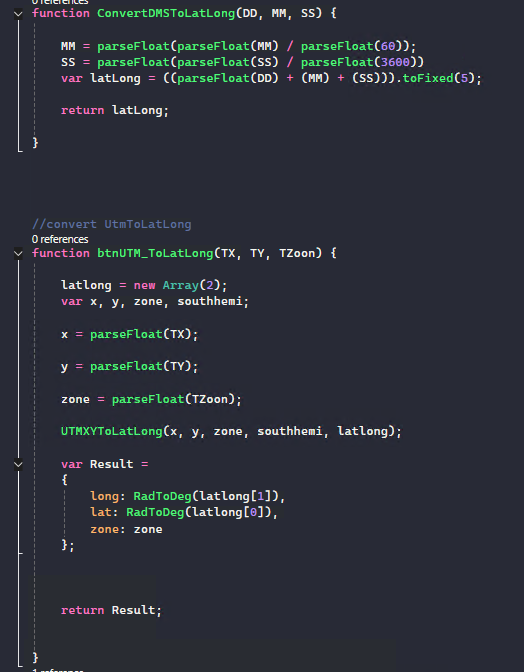 0 references
function ConvertDMSToLatLong(DD, MM, SS) {
MM = parseFloat(parseFloat(MM) / parseFloat(60));
SS = parseFloat(parseFloat(SS) / parseFloat(3600))
var latLong = ((parseFloat(DD) + (MM) + (SS))).toFixed(5);
return latLong;
}
//convert UtmToLatLong
0 references
function btnUTM_ToLatLong(TX, TY, TZoon) {
latlong = new Array(2);
var x, y, zone, southhemi;
x = parseFloat(TX);
y = parseFloat(TY);
zone = parseFloat(TZoon);
UTMXYToLatLong(x, y, zone, southhemi, latlong);
var Result =
{
long: RadToDeg(latlong[1]),
lat: RadToDeg(latlong[0]),
zone: zone
};
return Result;
}
1 reference